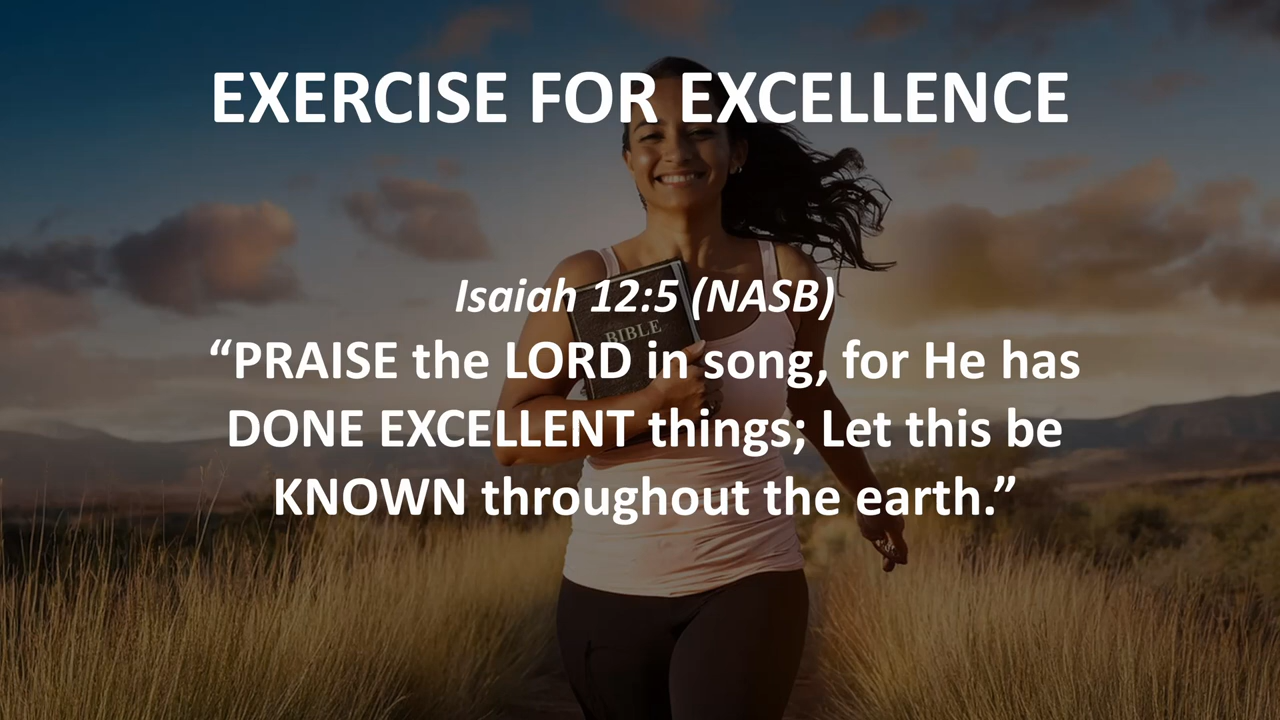 EXERCISE FOR EXCELLENCE
Isaiah 12:5 (NASB)
BIBLE
“PRAISE the LORD in song, for He has
DONE EXCELLENT things; Let this be
KNOWN throughout the earth.”